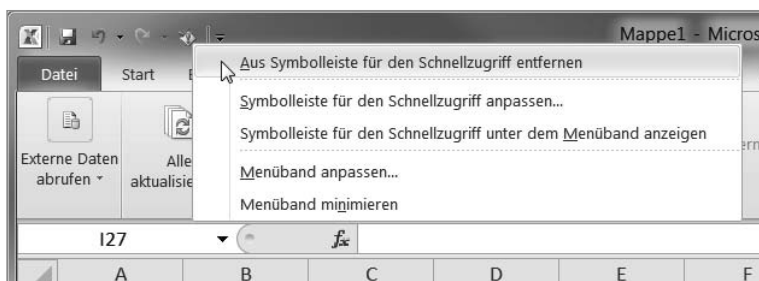 Mappe1 - Micros
Aus Symbolleiste für den Schnellzugriff entfernen
Datei Start
Symbolleiste für den Schnellzugriff anpassen...
Symbolleiste für den Schnellzugriff unter dem Menüband anzeigen
Externe Daten
abrufen
Alle
aktualisie
Menüband anpassen...
Menüband minimieren
I27
fx
A B C D E F